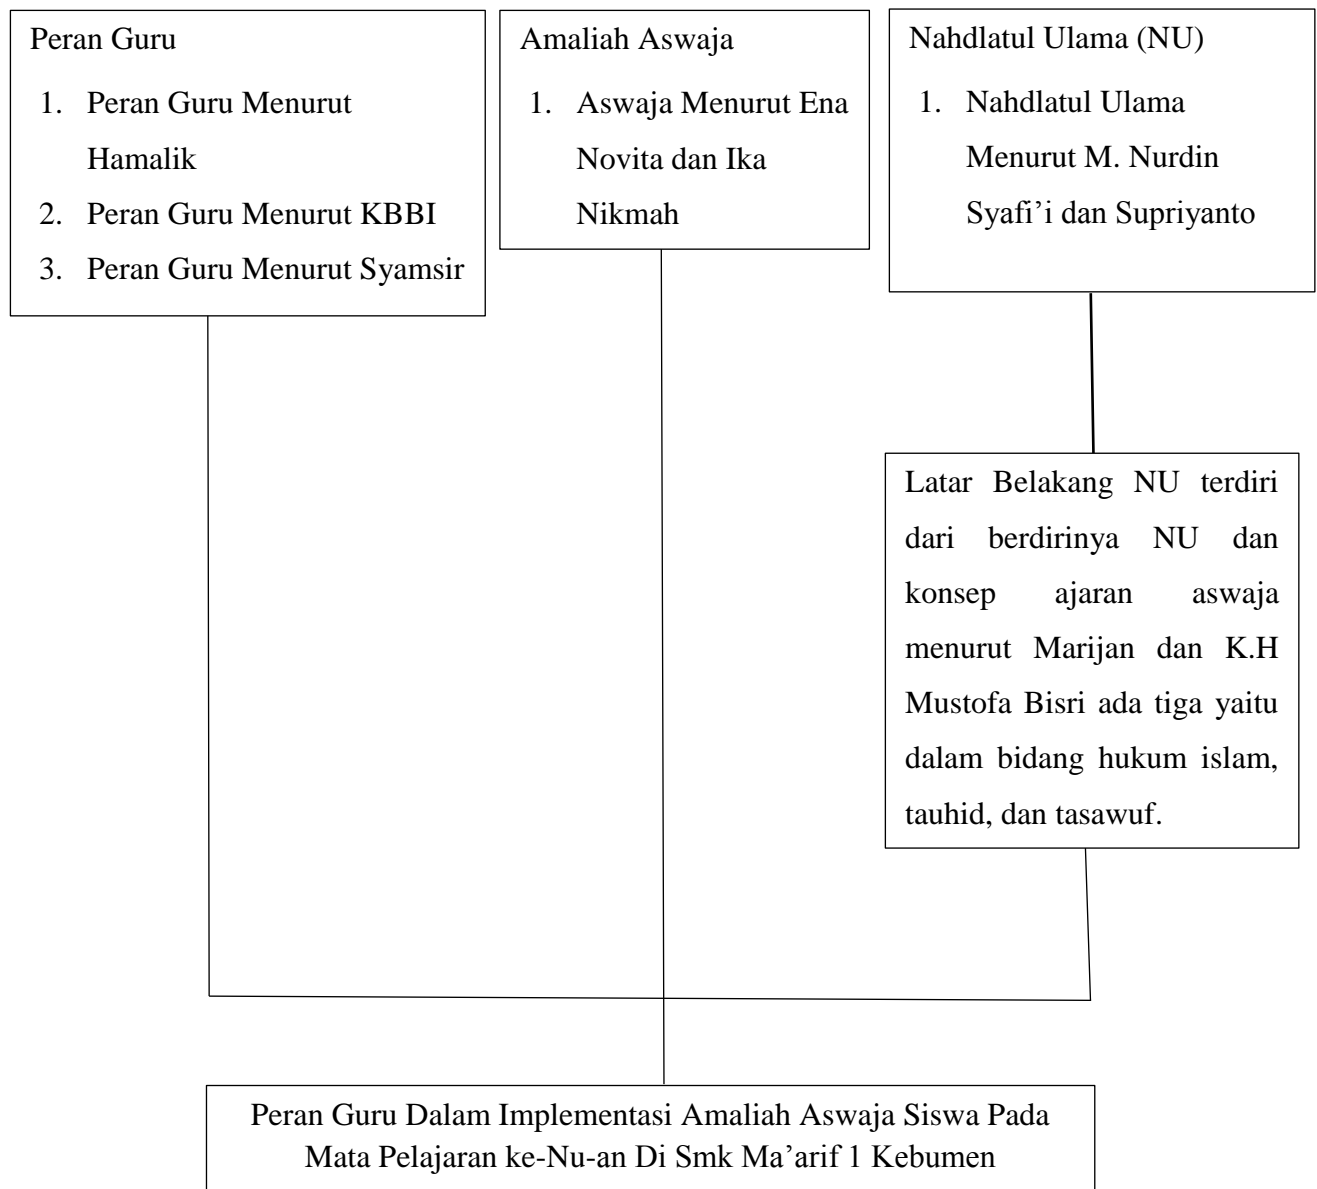 Peran Guru
1. Peran Guru Menurut
Hamalik
2. Peran Guru Menurut KBBI
3. Peran Guru Menurut Syamsir
Amaliah Aswaja
1. Aswaja Menurut Ena
Novita dan Ika
Nikmah
Nahdlatul Ulama (NU)
1. Nahdlatul Ulama
Menurut M. Nurdin
Syafi’i dan Supriyanto
Latar Belakang NU terdiri
dari berdirinya NU dan
konsep ajaran aswaja
menurut Marijan dan K.H
Mustofa Bisri ada tiga yaitu
dalam bidang hukum islam,
tauhid, dan tasawuf.
Peran Guru Dalam Implementasi Amaliah Aswaja Siswa Pada
Mata Pelajaran ke-Nu-an Di Smk Ma’arif 1 Kebumen